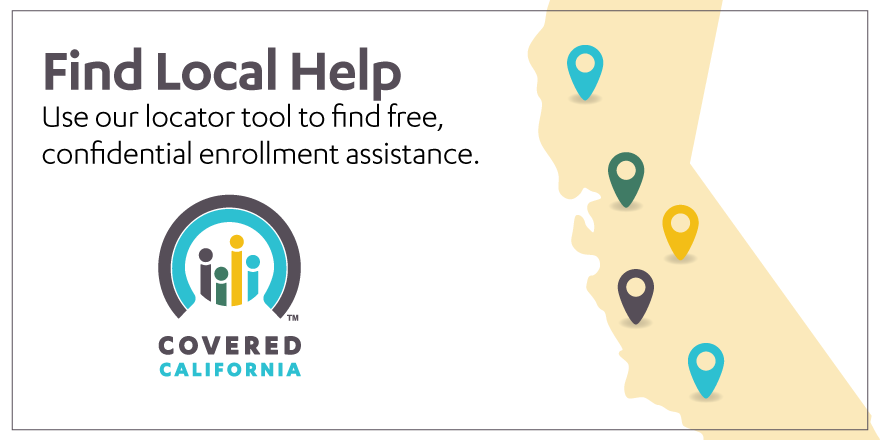 Find Local Help
Use our locator tool to find free,
confidential enrollment assistance.
TM
COVERED
CALIFORNIA